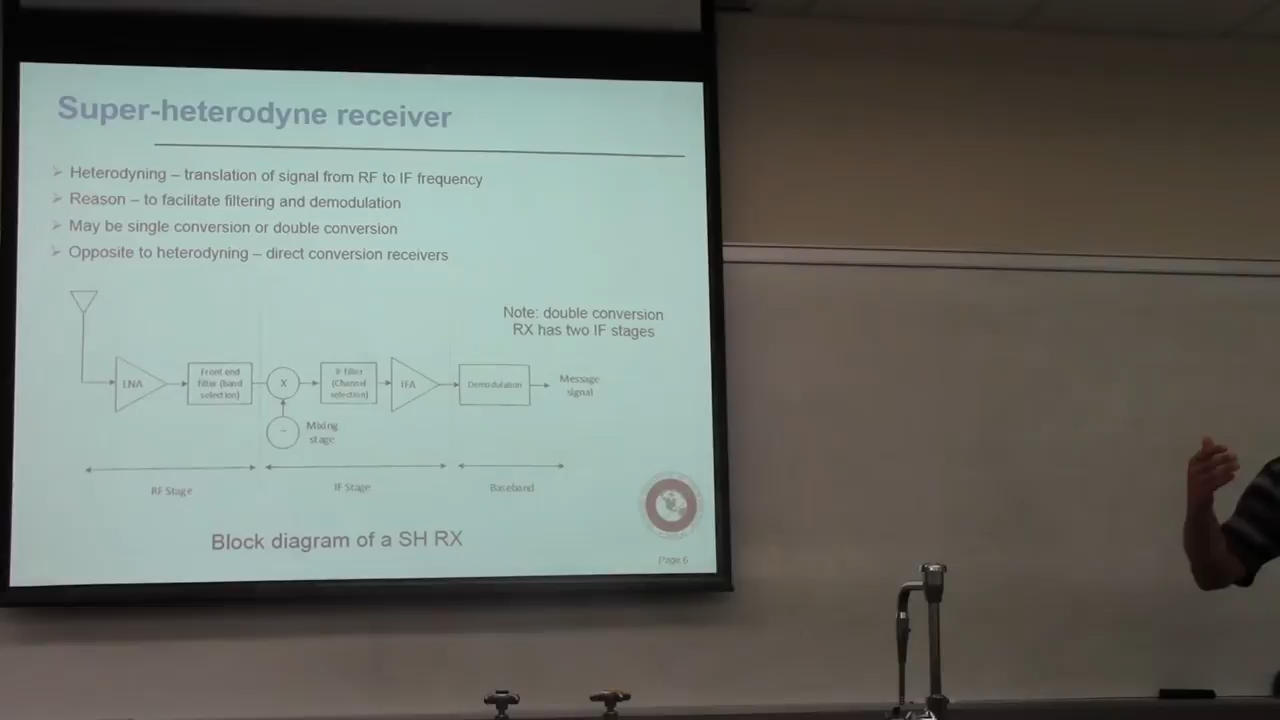 Super-heterodyne receiver
Heterodyning – translation of signal from RF to IF frequency
Reason – to facilitate filtering and demodulation
May be single conversion or double conversion
Opposite to heterodyning – direct conversion receivers
Note: double conversion
RX has two IF stages
LNA
Front end
filter (band
selection)
X
IF filter
(Channel
selection)
IFA
Demodulation
Message
signal
~
Mixing
stage
RF Stage
IF Stage
Baseband
Block diagram of a SH RX
Page 6